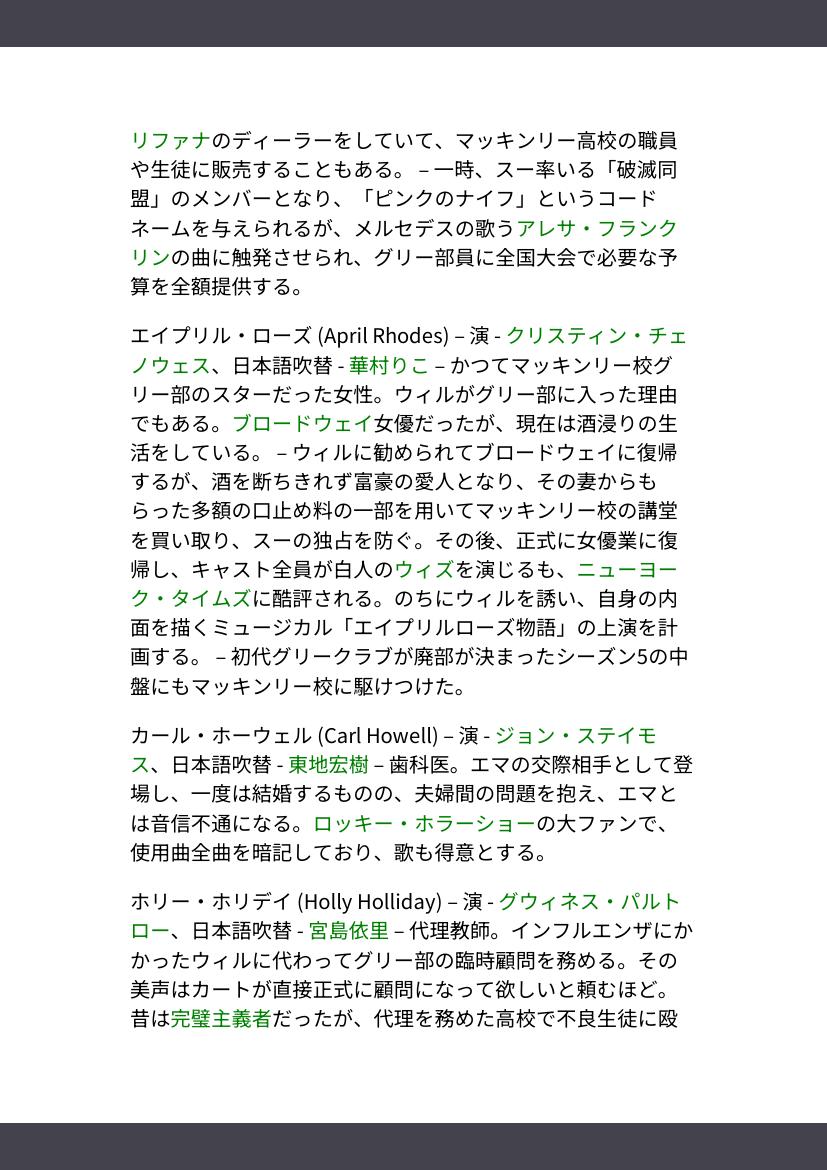 リファナのディーラーをしていて、マッキンリー高校の職員
や生徒に販売することもある。 – 一時、スー率いる「破滅同
盟」のメンバーとなり、「ピンクのナイフ」というコード
ネームを与えられるが、メルセデスの歌うアレサ・フランク
リンの曲に触発させられ、グリー部員に全国大会で必要な予
算を全額提供する。
エイプリル・ローズ (April Rhodes) – 演 - クリスティン・チェ
ノウェス、日本語吹替 - 華村りこ – かつてマッキンリー校グ
リー部のスターだった女性。ウィルがグリー部に入った理由
でもある。ブロードウェイ女優だったが、現在は酒浸りの生
活をしている。 – ウィルに勧められてブロードウェイに復帰
するが、酒を断ちきれず富豪の愛人となり、その妻からも
らった多額の口止め料の一部を用いてマッキンリー校の講堂
を買い取り、スーの独占を防ぐ。その後、正式に女優業に復
帰し、キャスト全員が白人のウィズを演じるも、ニューヨー
ク・タイムズに酷評される。のちにウィルを誘い、自身の内
面を描くミュージカル「エイプリルローズ物語」の上演を計
画する。 – 初代グリークラブが廃部が決まったシーズン5の中
盤にもマッキンリー校に駆けつけた。
カール・ホーウェル (Carl Howell) – 演 - ジョン・ステイモ
ス、日本語吹替 - 東地宏樹 – 歯科医。エマの交際相手として登
場し、一度は結婚するものの、夫婦間の問題を抱え、エマと
は音信不通になる。ロッキー・ホラーショーの大ファンで、
使用曲全曲を暗記しており、歌も得意とする。
ホリー・ホリデイ (Holly Holliday) – 演 - グウィネス・パルト
ロー、日本語吹替 - 宮島依里 – 代理教師。インフルエンザにか
かったウィルに代わってグリー部の臨時顧問を務める。その
美声はカートが直接正式に顧問になって欲しいと頼むほど。
昔は完璧主義者だったが、代理を務めた高校で不良生徒に殴